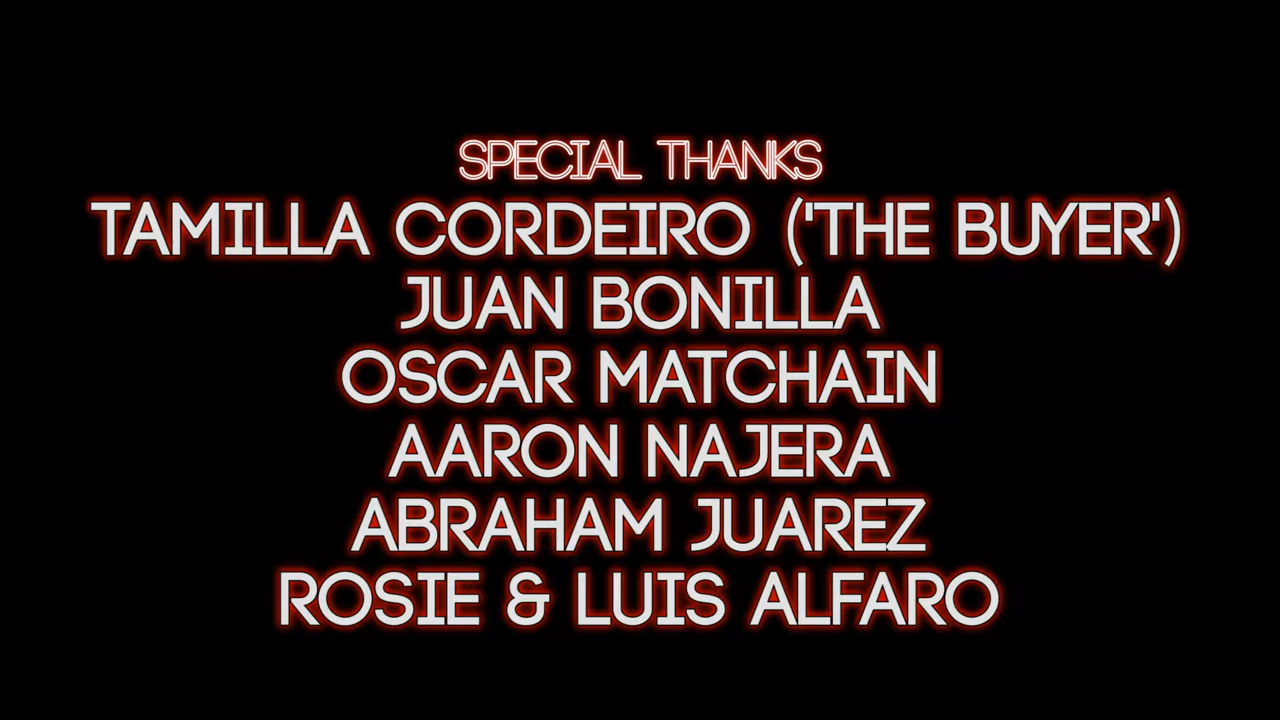 SPECIAL THANKS
TAMILLA CORDEIRO ('THE BUYER')
JUAN BONILLA
OSCAR MATCHAIN
AARON NAJERA
ABRAHAM JUAREZ
ROSIE & LUIS ALFARO